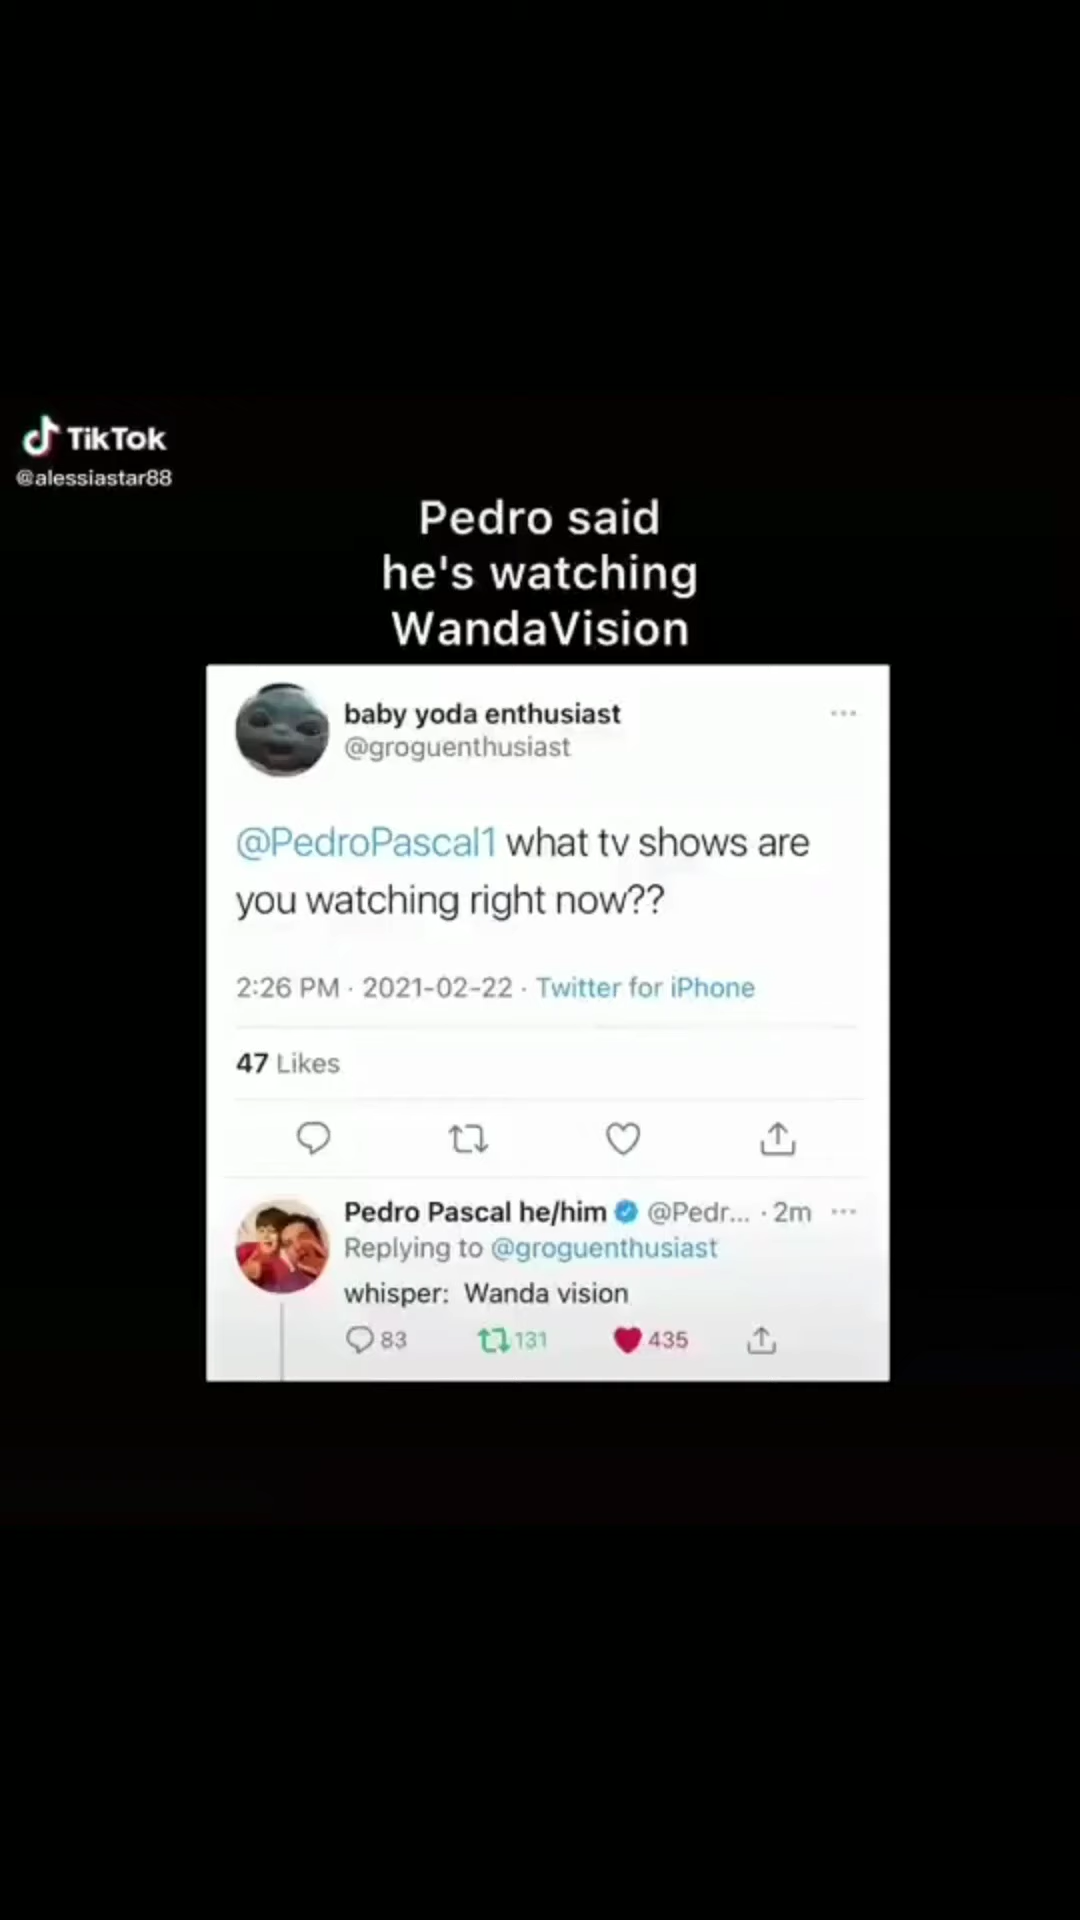 TikTok
@alessiastar88
Pedro said
he's watching
WandaVision
baby yoda enthusiast
@groguenthusiast
@PedroPascal1 what tv shows are
you watching right now??
2:26 PM · 2021-02-22 · Twitter for iPhone
47 Likes
Pedro Pascal he/him @Pedr... · 2m
Replying to @groguenthusiast
whisper: Wanda vision
83 131 435